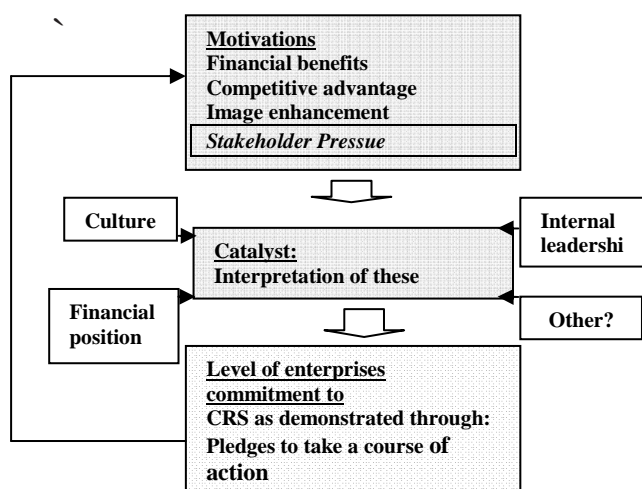 `
Motivations
Financial benefits
Competitive advantage
Image enhancement
Stakeholder Pressue
Culture
Internal
leadershi
Catalyst:
Interpretation of these
Financial
position
Other?
Level of enterprises
commitment to
CRS as demonstrated through:
Pledges to take a course of
action